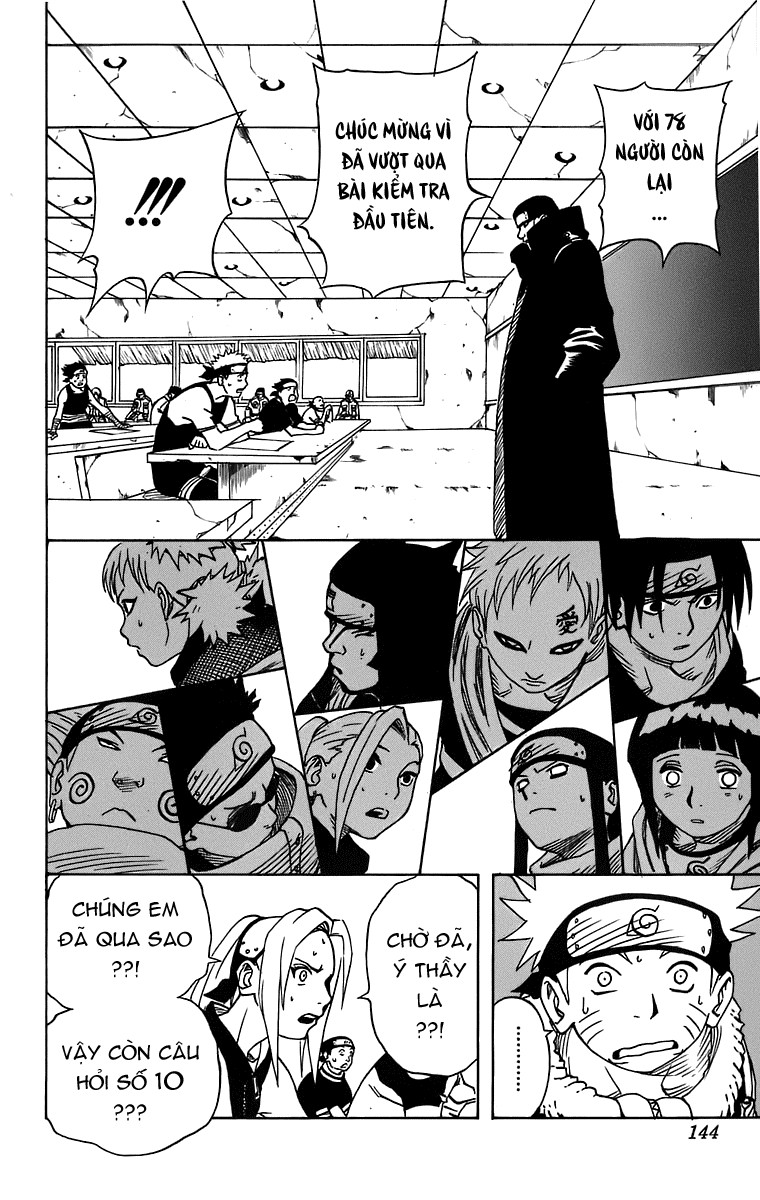 VỚI 78
NGƯỜI CÒN
LẠI
...
CHÚC MỪNG VÌ
ĐÃ VƯỢT QUA
BÀI KIỂM TRA
ĐẦU TIÊN.
!!!
愛
..........
CHỜ ĐÃ,
Ý THẦY
LÀ
??!
CHÚNG EM
ĐÃ QUA SAO
??!
VẬY CÒN CÂU
HỎI SỐ 10
???
144